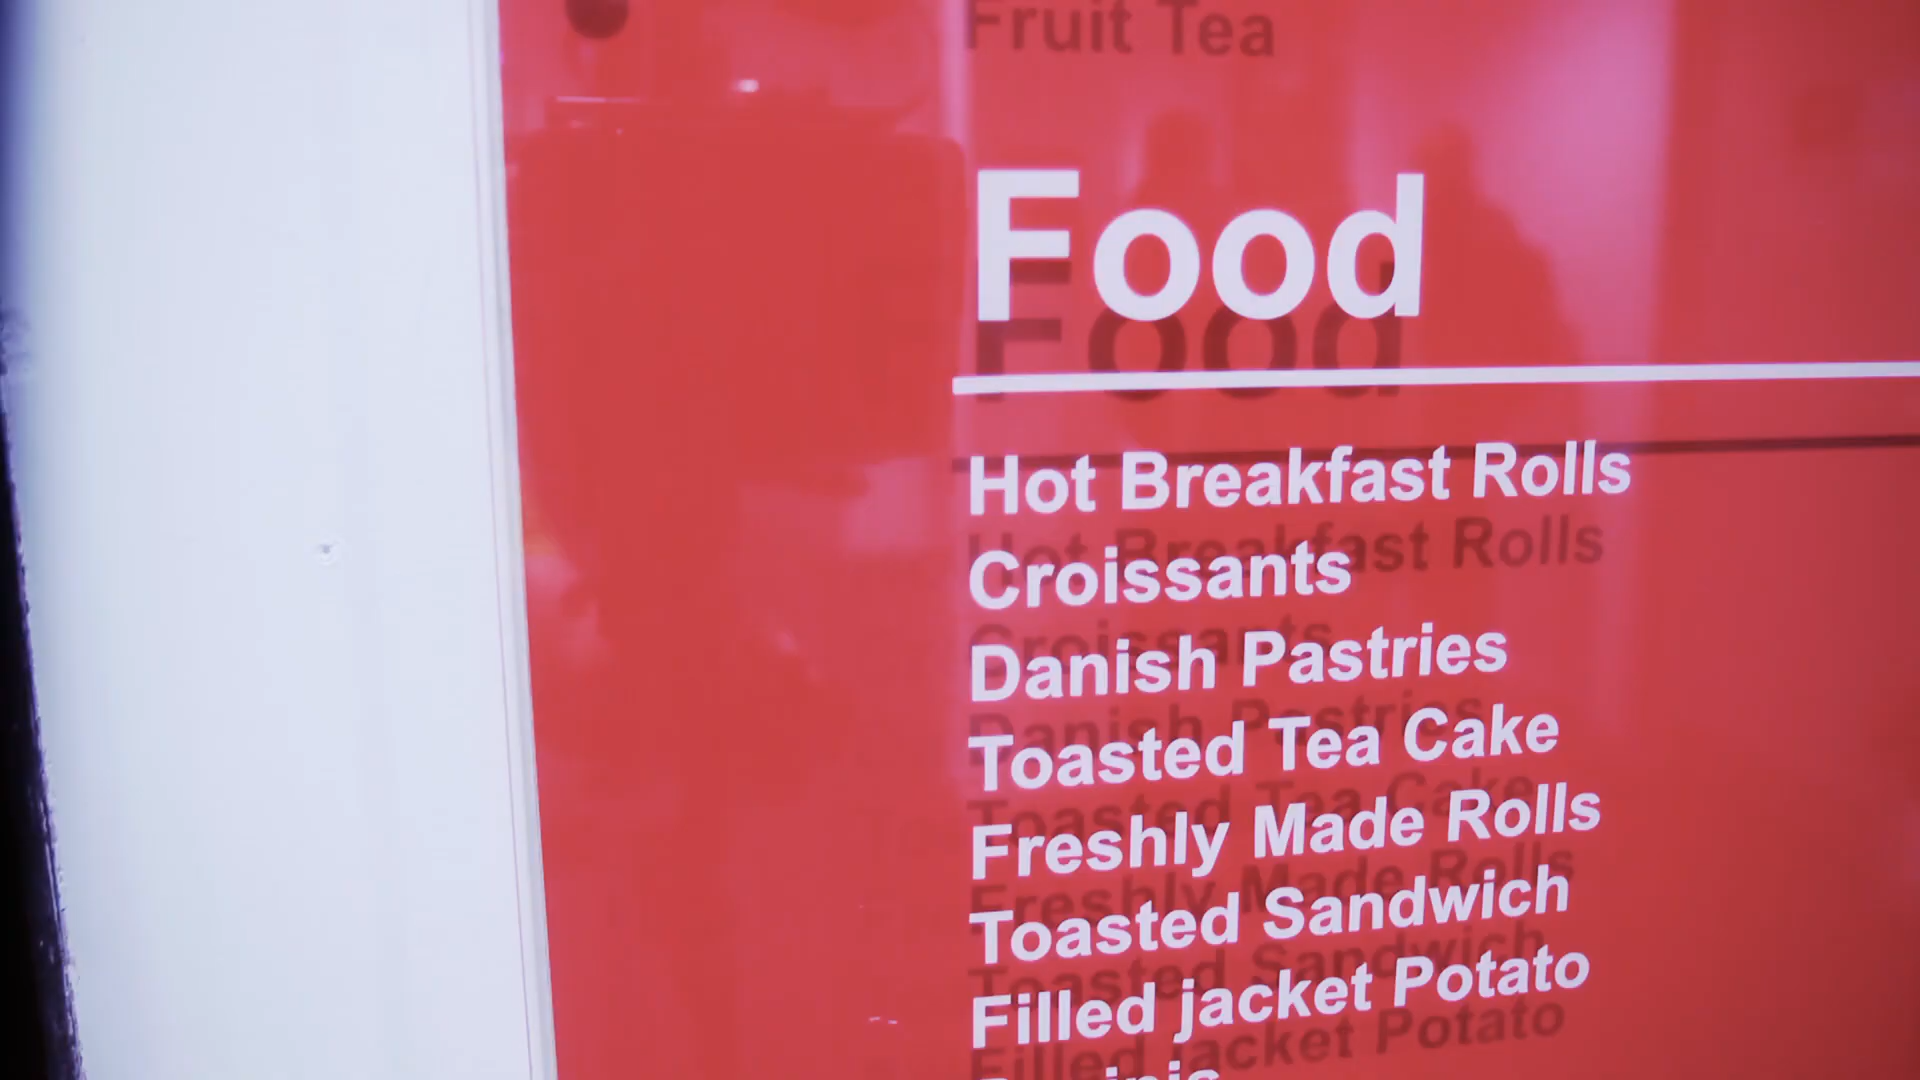 Fruit Tea
Food
Hot Breakfast Rolls
Croissants
Danish Pastries
Toasted Tea Cake
Freshly Made Rolls
Toasted Sandwich
Filled jacket Potato